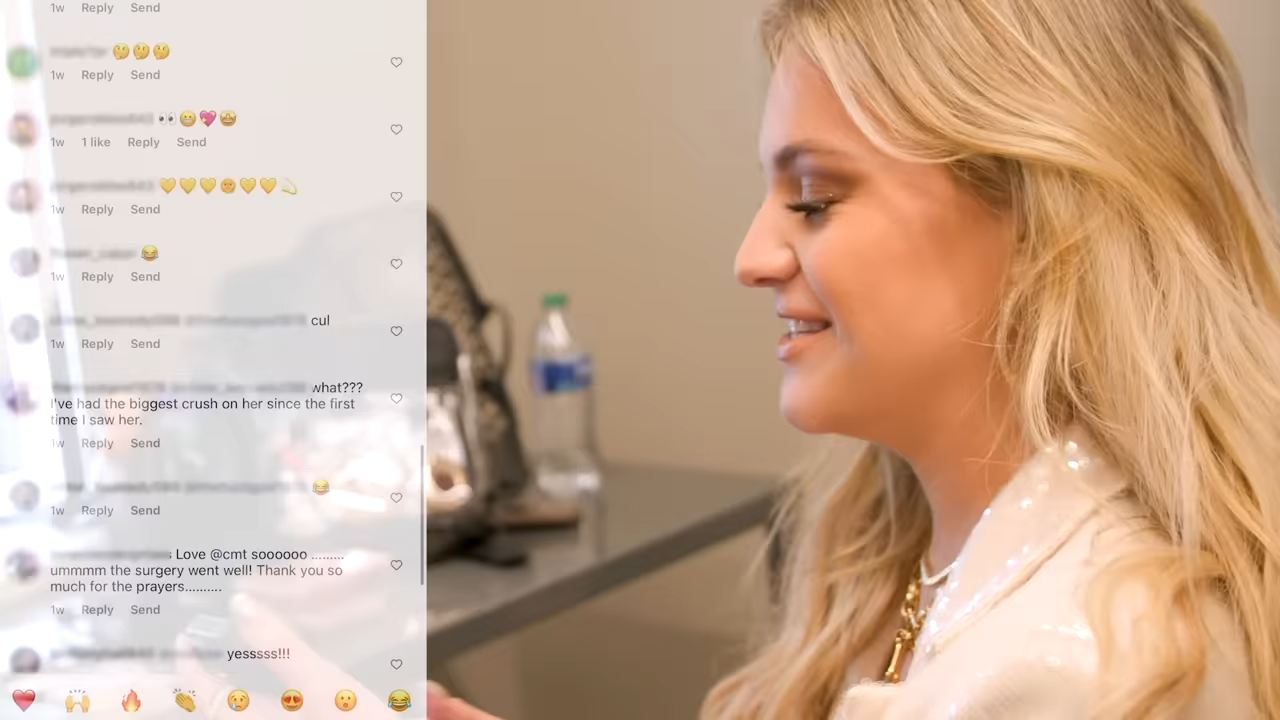 1w Reply Send
🤔🤔🤔
1w Reply Send
👀😬💖🤩
1w 1 like Reply Send
💛💛💛🌝💛💛💫
1w Reply Send
😂
1w Reply Send
cul
1w Reply Send
what???
I've had the biggest crush on her since the first
time I saw her.
1w Reply Send
😂
1w Reply Send
Love @cmt soooooo .........
ummmm the surgery went well! Thank you so
much for the prayers..........
1w Reply Send
yesssss!!!
❤️🙌🔥👏😢😍😮😂